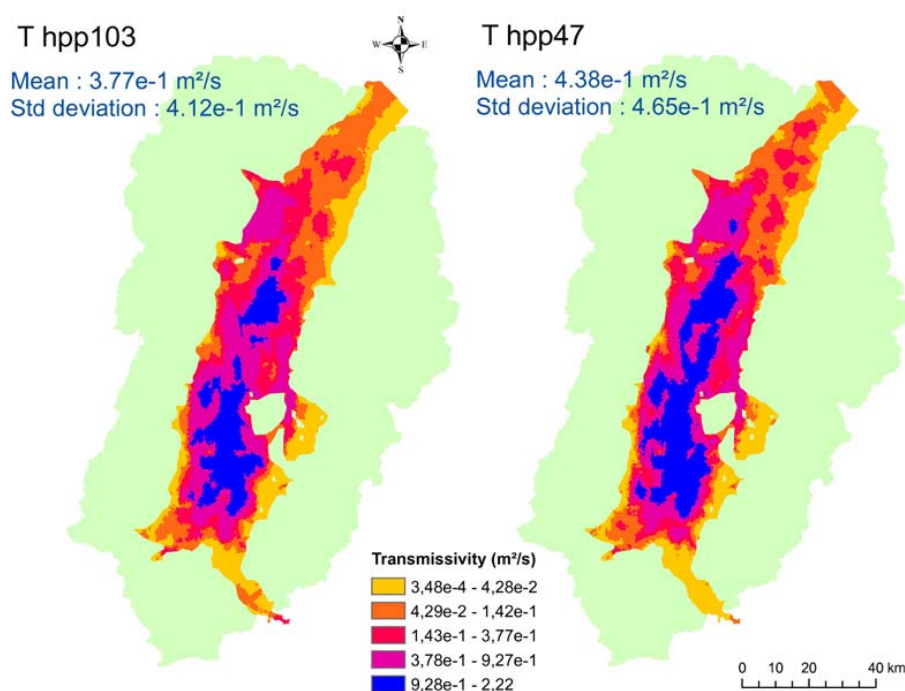 T hpp103
Mean : 3.77e-1 m²/s
Std deviation : 4.12e-1 m²/s
N
W E
S
T hpp47
Mean : 4.38e-1 m²/s
Std deviation : 4.65e-1 m²/s
Transmissivity (m²/s)
3,48e-4 - 4,28e-2
4,29e-2 - 1,42e-1
1,43e-1 - 3,77e-1
3,78e-1 - 9,27e-1
9,28e-1 - 2,22
0 10 20 40 km